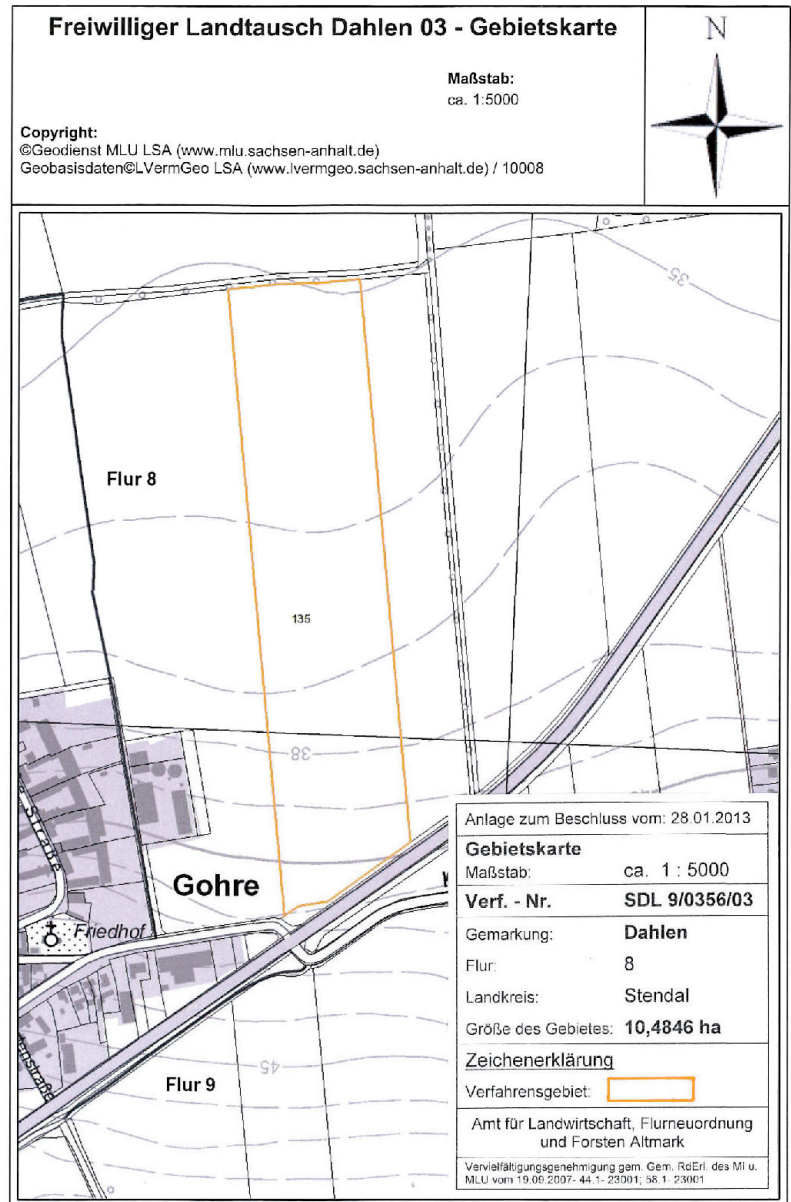 Freiwilliger Landtausch Dahlen 03 - Gebietskarte
N
Maßstab:
ca. 1:5000
Copyright:
©Geodienst MLU LSA (www.mlu.sachsen-anhalt.de)
Geobasisdaten©LVermGeo LSA (www.lvermgeo.sachsen-anhalt.de) / 10008
35
Flur 8
135
38
Straße
Gohre
Friedhof
45
Flur 9
Anlage zum Beschluss vom: 28.01.2013
Gebietskarte
Maßstab: ca. 1 : 5000
Verf. - Nr. SDL 9/0356/03
Gemarkung: Dahlen
Flur: 8
Landkreis: Stendal
Größe des Gebietes: 10,4846 ha
Zeichenerklärung
Verfahrensgebiet:
Amt für Landwirtschaft, Flurneuordnung
und Forsten Altmark
Vervielfältigungsgenehmigung gem. Gem. RdErl. des MI u.
MLU vom 19.09.2007- 44.1- 23001; 58.1- 23001